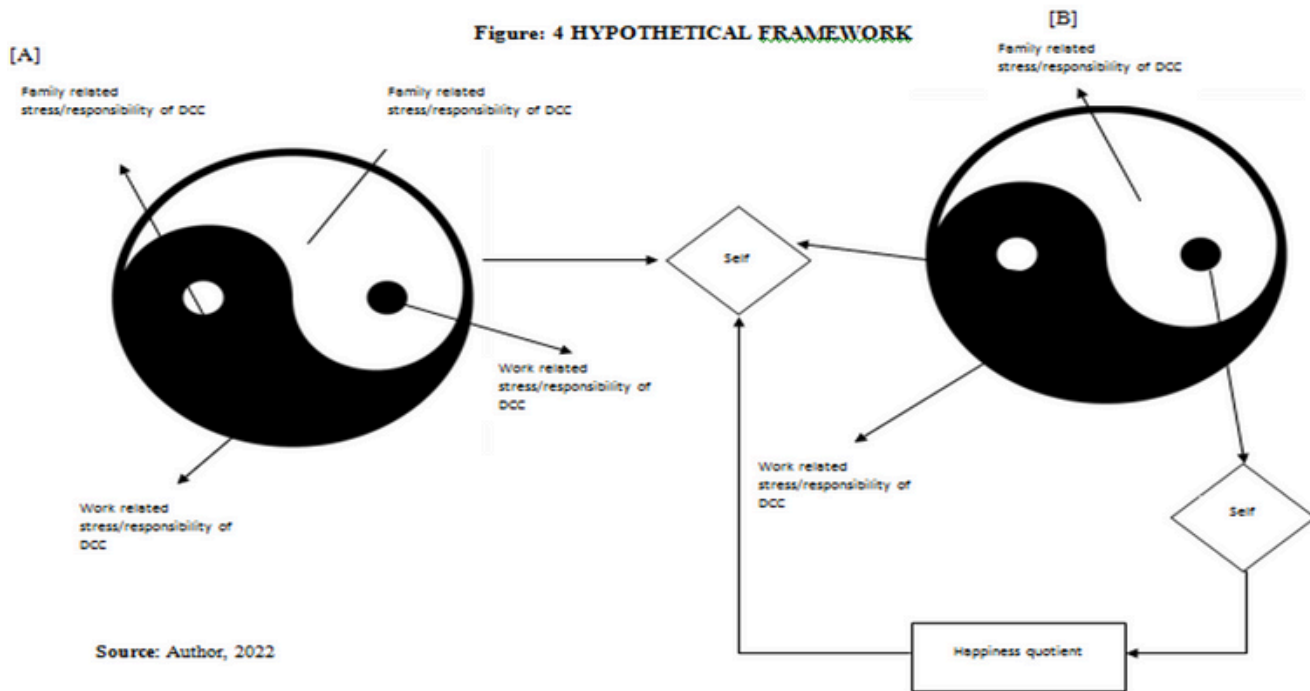 Figure: 4 HYPOTHETICAL FRAMEWORK
[A]
Family related
stress/responsibility of DCC
Family related
stress/responsibility of DCC
Work related
stress/responsibility of
DCC
Work related
stress/responsibility of
DCC
Self
[B]
Family related
stress/responsibility of DCC
Work related
stress/responsibility of
DCC
Self
Happiness quotient
Source: Author, 2022